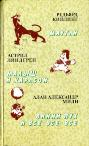 РЕДЬЯРД
КИПЛИНГ
МАУГЛИ
АСТРИД
ЛИНДГРЕН
МАЛЫШ
И КАРЛСОН
АЛАН АЛЕКСАНДР
МИЛН
ВИННИ ПУХ
И ВСЕ ВСЕ ВСЕ